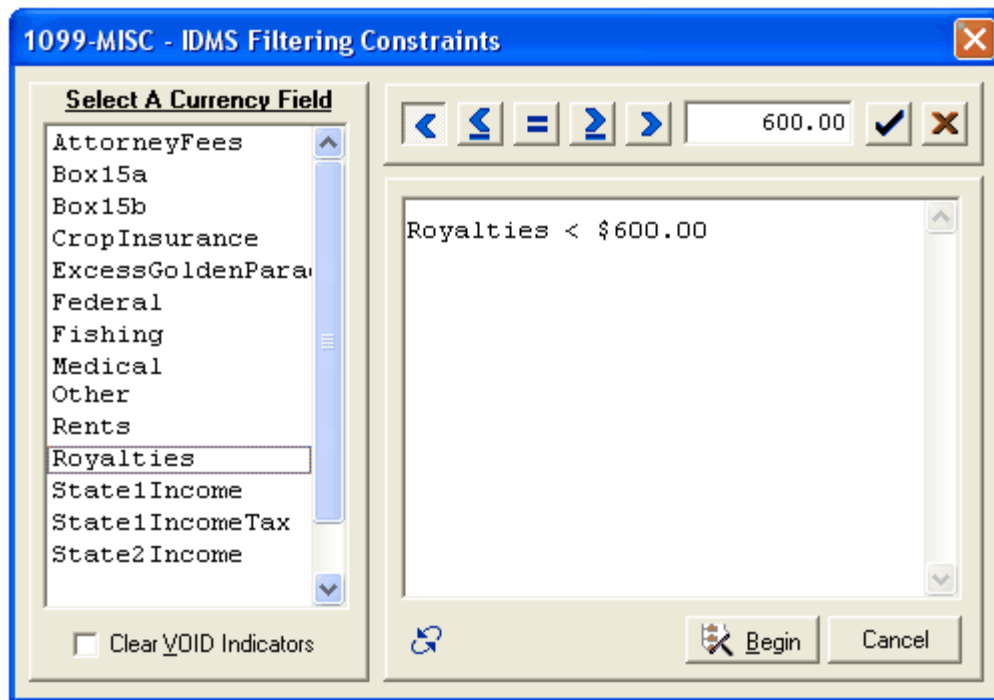 1099-MISC - IDMS Filtering Constraints
Select A Currency Field
AttorneyFees
Box15a
Box15b
CropInsurance
ExcessGoldenPara
Federal
Fishing
Medical
Other
Rents
Royalties
State1Income
State1IncomeTax
State2Income
Clear VOID Indicators
< ≤ = ≥ > 600.00
Royalties < $600.00
Begin
Cancel